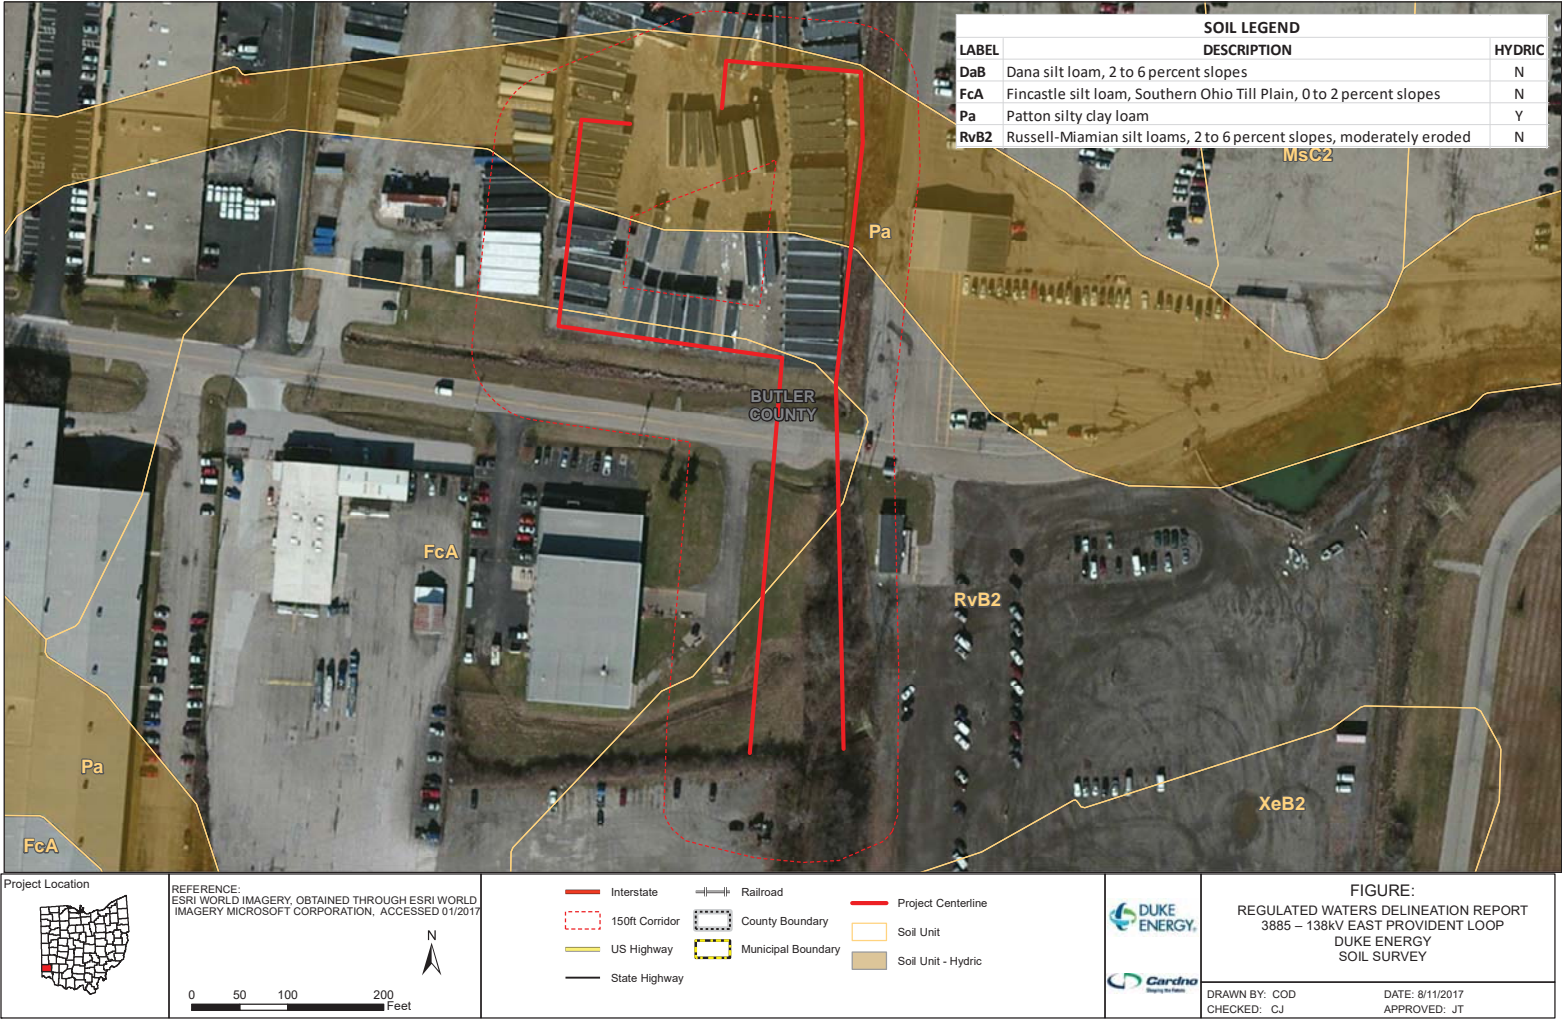 SOIL LEGEND
LABEL DESCRIPTION HYDRIC
DaB Dana silt loam, 2 to 6 percent slopes N
FcA Fincastle silt loam, Southern Ohio Till Plain, 0 to 2 percent slopes N
Pa Patton silty clay loam Y
RvB2 Russell-Miamian silt loams, 2 to 6 percent slopes, moderately eroded N
MsC2
Pa
BUTLER
COUNTY
FcA
RvB2
Pa
XeB2
FcA
Project Location
REFERENCE:
ESRI WORLD IMAGERY, OBTAINED THROUGH ESRI WORLD
IMAGERY MICROSOFT CORPORATION, ACCESSED 01/2017
N
0 50 100 200
Feet
Interstate
150ft Corridor
US Highway
State Highway
Railroad
County Boundary
Municipal Boundary
Project Centerline
Soil Unit
Soil Unit - Hydric
DUKE
ENERGY.
Cardno
Shaping the Future
FIGURE:
REGULATED WATERS DELINEATION REPORT
3885 – 138kV EAST PROVIDENT LOOP
DUKE ENERGY
SOIL SURVEY
DRAWN BY: COD DATE: 8/11/2017
CHECKED: CJ APPROVED: JT